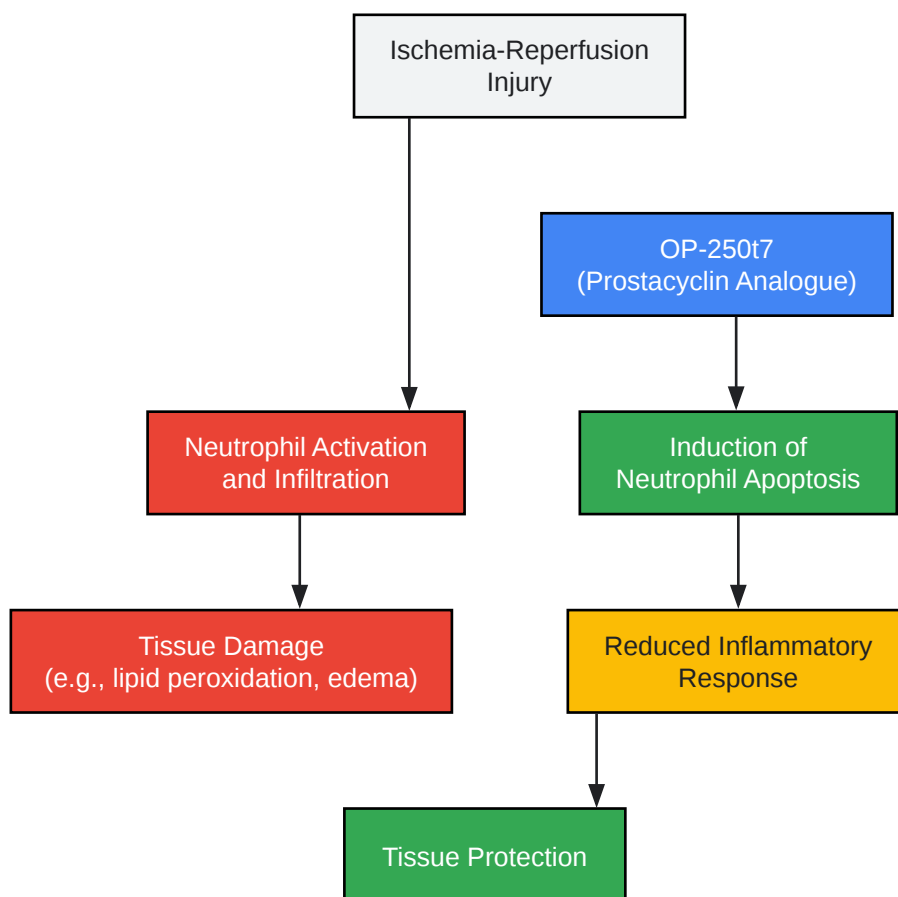 Ischemia-Reperfusion
Injury
OP-250t7
(Prostacyclin Analogue)
Neutrophil Activation
and Infiltration
Induction of
Neutrophil Apoptosis
Tissue Damage
(e.g., lipid peroxidation, edema)
Reduced Inflammatory
Response
Tissue Protection